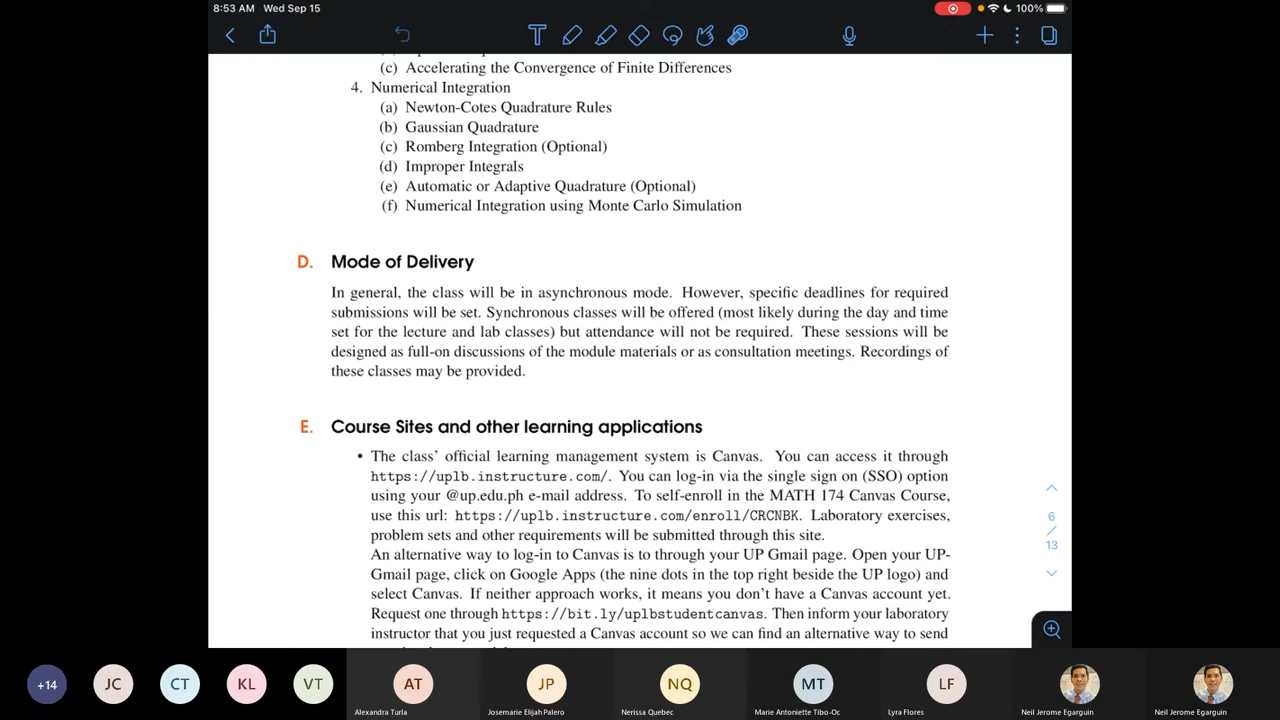 8:53 AM Wed Sep 15
100%
(c) Accelerating the Convergence of Finite Differences
4. Numerical Integration
(a) Newton-Cotes Quadrature Rules
(b) Gaussian Quadrature
(c) Romberg Integration (Optional)
(d) Improper Integrals
(e) Automatic or Adaptive Quadrature (Optional)
(f) Numerical Integration using Monte Carlo Simulation
D. Mode of Delivery
In general, the class will be in asynchronous mode. However, specific deadlines for required
submissions will be set. Synchronous classes will be offered (most likely during the day and time
set for the lecture and lab classes) but attendance will not be required. These sessions will be
designed as full-on discussions of the module materials or as consultation meetings. Recordings of
these classes may be provided.
E. Course Sites and other learning applications
• The class' official learning management system is Canvas. You can access it through
https://uplb.instructure.com/. You can log-in via the single sign on (SSO) option
using your @up.edu.ph e-mail address. To self-enroll in the MATH 174 Canvas Course,
use this url: https://uplb.instructure.com/enroll/CRCNBK. Laboratory exercises,
problem sets and other requirements will be submitted through this site.
An alternative way to log-in to Canvas is to through your UP Gmail page. Open your UP-
Gmail page, click on Google Apps (the nine dots in the top right beside the UP logo) and
select Canvas. If neither approach works, it means you don't have a Canvas account yet.
Request one through https://bit.ly/uplbstudentcanvas. Then inform your laboratory
instructor that you just requested a Canvas account so we can find an alternative way to send
6
/
13
+14 JC CT KL VT AT JP NQ MT LF
Alexandra Turla Josemarie Elijah Palero Nerissa Quebec Marie Antoniette Tibo-Oc Lyra Flores Neil Jerome Egarguin Neil Jerome Egarguin